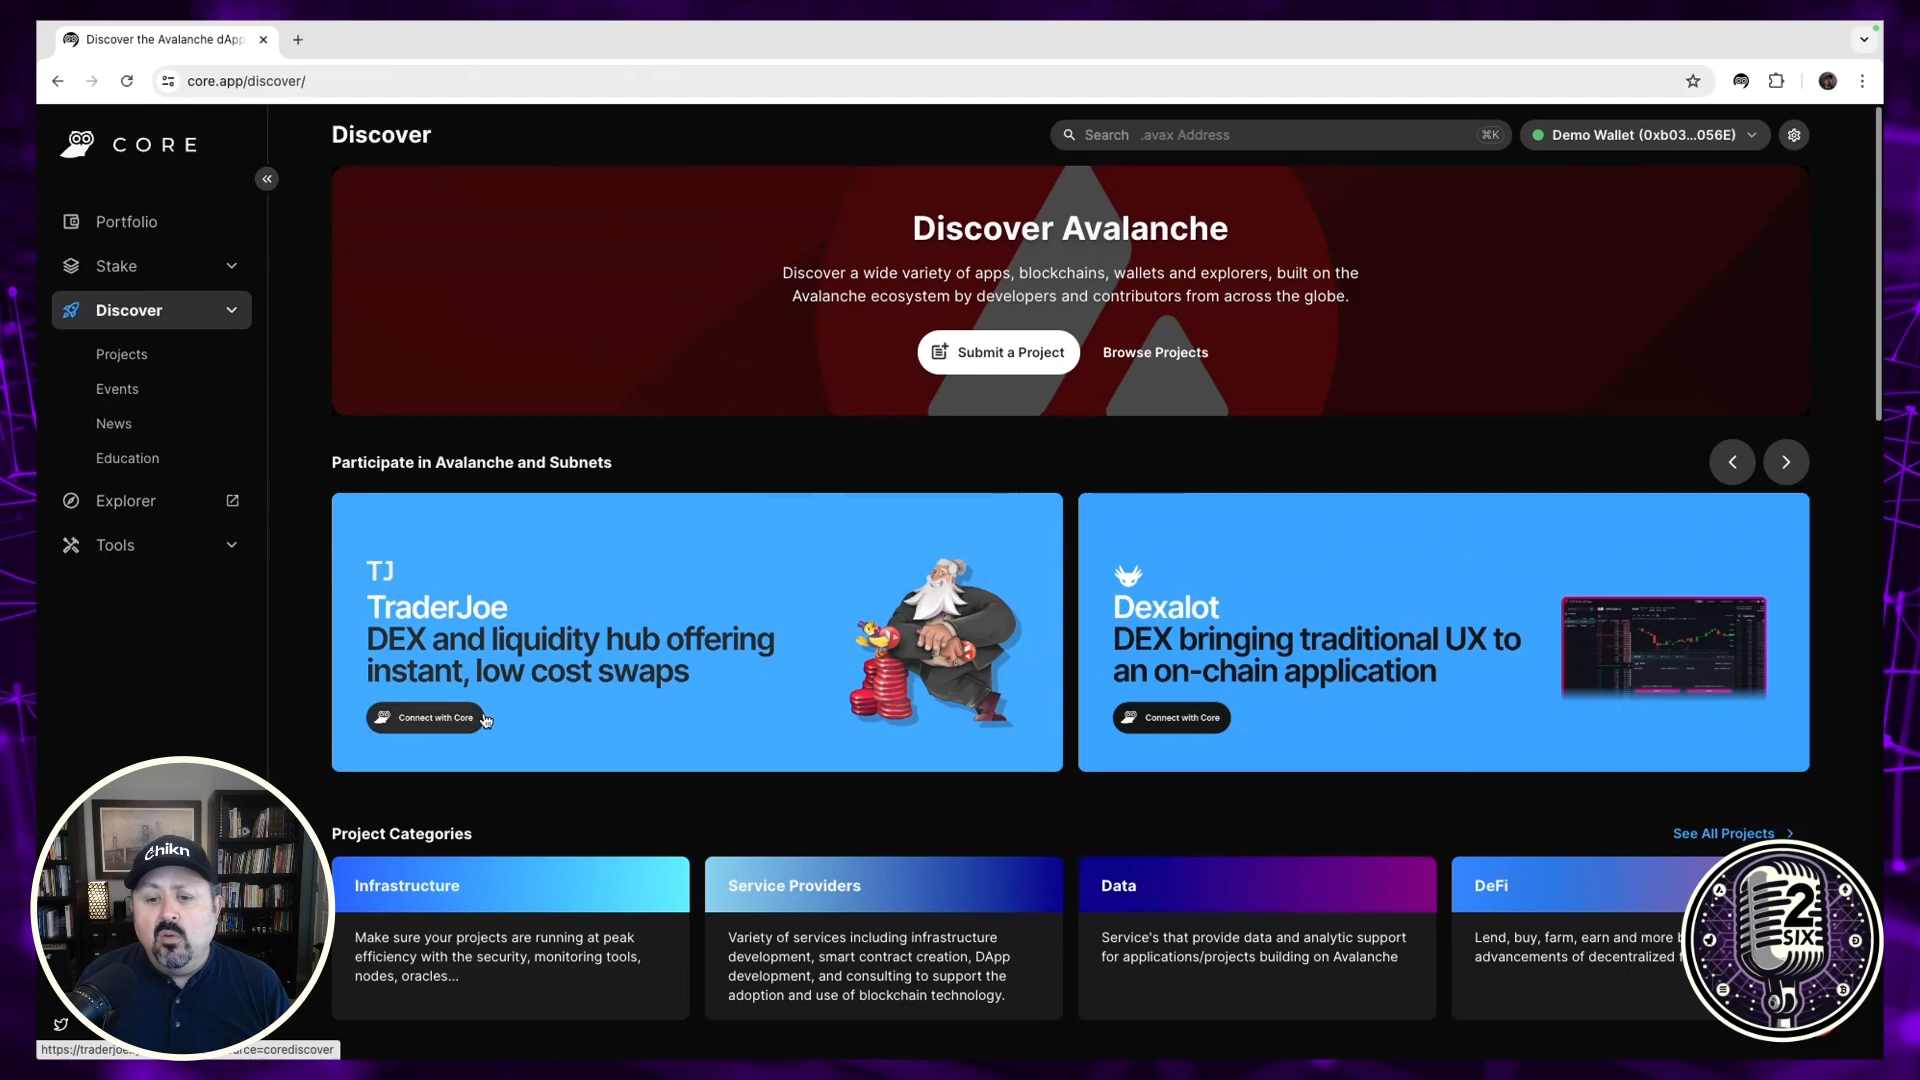 Discover the Avalanche dApp
core.app/discover/
CORE
Discover
Search .avax Address
⌘K
Demo Wallet (0xb03...056E)
Portfolio
Stake
Discover
Projects
Events
News
Education
Explorer
Tools
Discover Avalanche
Discover a wide variety of apps, blockchains, wallets and explorers, built on the
Avalanche ecosystem by developers and contributors from across the globe.
Submit a Project
Browse Projects
Participate in Avalanche and Subnets
TJ
TraderJoe
DEX and liquidity hub offering
instant, low cost swaps
Connect with Core
Dexalot
DEX bringing traditional UX to
an on-chain application
Connect with Core
Project Categories
See All Projects
Infrastructure
Make sure your projects are running at peak
efficiency with the security, monitoring tools,
nodes, oracles...
Service Providers
Variety of services including infrastructure
development, smart contract creation, DApp
development, and consulting to support the
adoption and use of blockchain technology.
Data
Service's that provide data and analytic support
for applications/projects building on Avalanche
DeFi
Lend, buy, farm, earn and more
advancements of decentralized
chikn
2
SIX
https://traderjoe
rce=corediscover